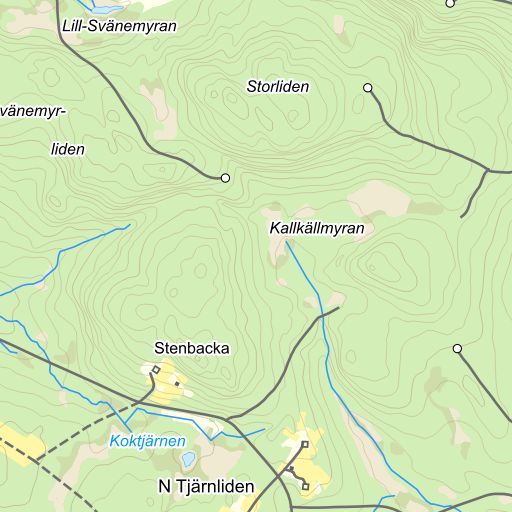 Lill-Svänemyran
Storliden
vänemyr-
liden
Kallkällmyran
Stenbacka
Koktjärnen
N Tjärnliden